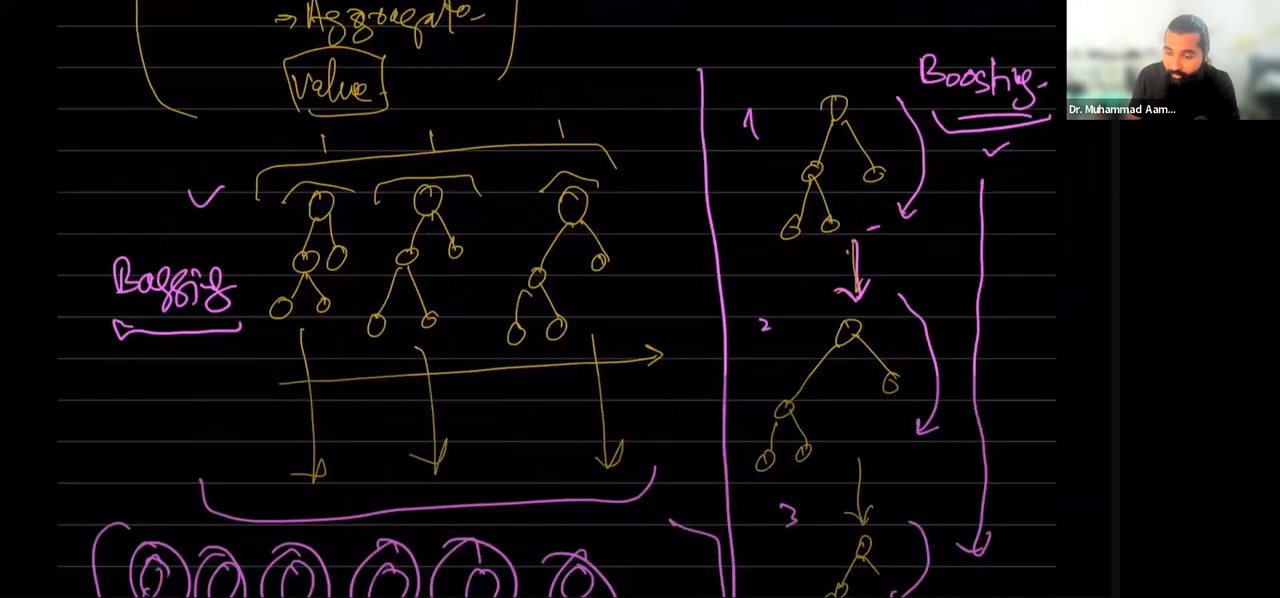 ⇒ Aggregate
Value
Bagging
Boosting
1
2
3
Dr. Muhammad Aam...